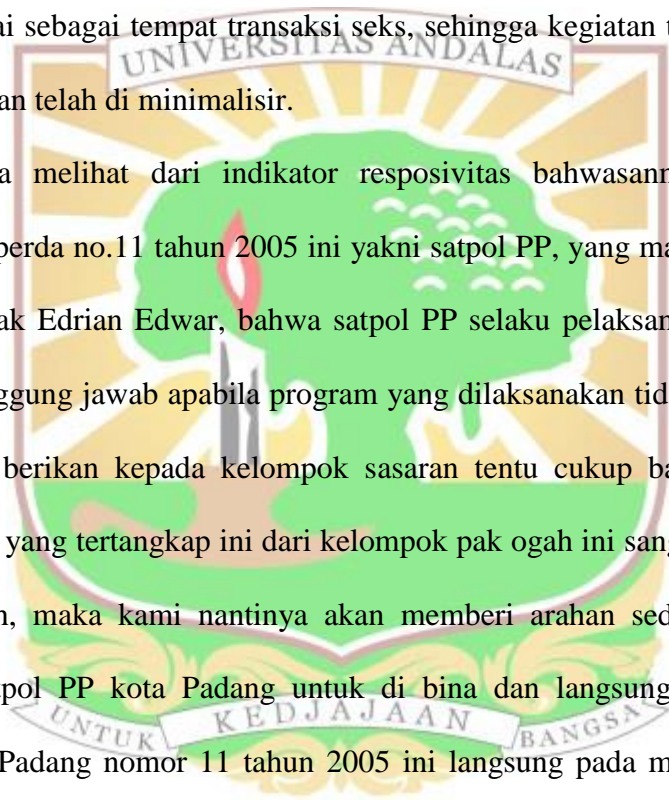 ai sebagai tempat transaksi seks, sehingga kegiatan t
UNIVERSITAS ANDALAS
an telah di minimalisir.
a melihat dari indikator resposivitas bahwasann
perda no.11 tahun 2005 ini yakni satpol PP, yang ma
ak Edrian Edwar, bahwa satpol PP selaku pelaksan
ggung jawab apabila program yang dilaksanakan tid
berikan kepada kelompok sasaran tentu cukup ba
yang tertangkap ini dari kelompok pak ogah ini sang
n, maka kami nantinya akan memberi arahan sed
pol PP kota Padang untuk di bina dan langsung
UNTUK KEDJAJAAN BANGSA
Padang nomor 11 tahun 2005 ini langsung pada m